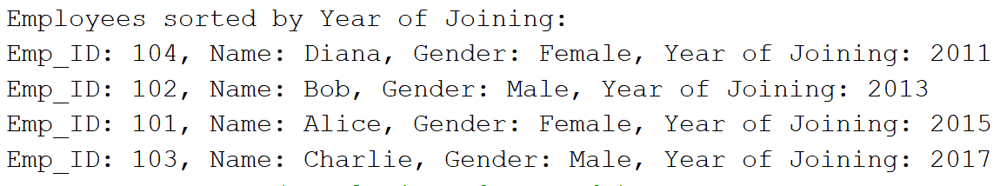 Employees sorted by Year of Joining:
Emp_ID: 104, Name: Diana, Gender: Female, Year of Joining: 2011
Emp_ID: 102, Name: Bob, Gender: Male, Year of Joining: 2013
Emp_ID: 101, Name: Alice, Gender: Female, Year of Joining: 2015
Emp_ID: 103, Name: Charlie, Gender: Male, Year of Joining: 2017